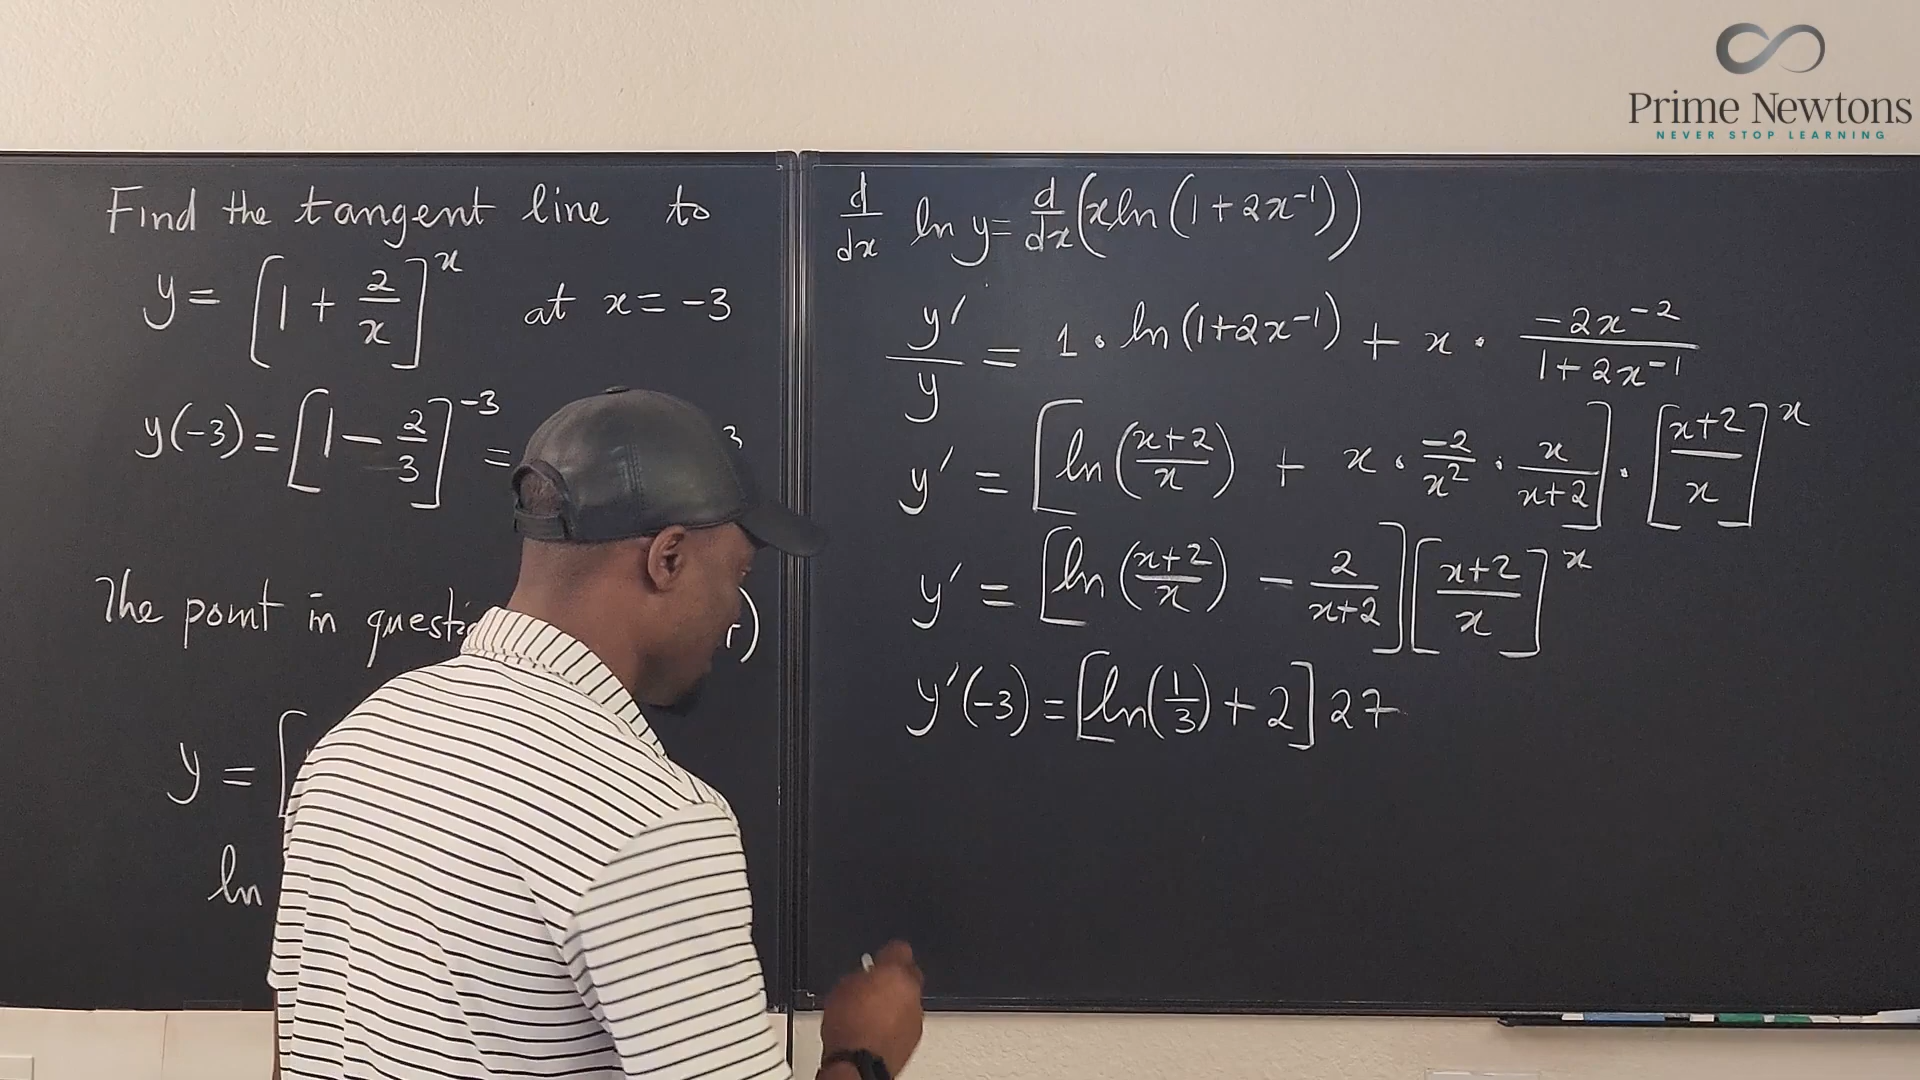 Prime Newtons
NEVER STOP LEARNING
Find the tangent line to
y = [1 + 2/x]^x at x = -3
y(-3) = [1 - 2/3]^-3 = 3
The point in
y = [
ln
d/dx ln y = d/dx (x ln (1 + 2x^-1))
y'/y = 1 · ln (1 + 2x^-1) + x · -2x^-2/(1 + 2x^-1)
y' = [ln ((x+2)/x) + x · -2/x^2 · x/(x+2)] · [(x+2)/x]^x
y' = [ln ((x+2)/x) - 2/(x+2)] [(x+2)/x]^x
y'(-3) = [ln (1/3) + 2] 27